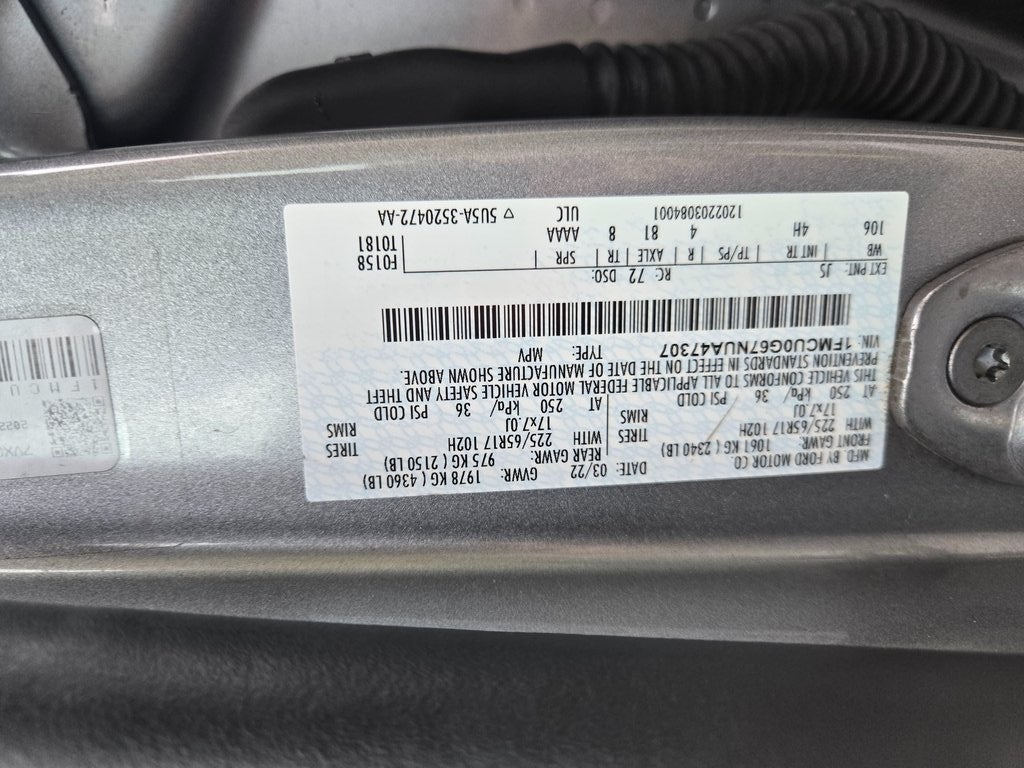 MFD. BY FORD MOTOR CO.
DATE: 03/22
GVWR: 1978 KG ( 4360 LB)
FRONT GAWR: 1061 KG ( 2340 LB)
REAR GAWR: 975 KG ( 2150 LB)
WITH 225/65R17 102H TIRES
WITH 225/65R17 102H TIRES
17x7.0J RIMS
17x7.0J RIMS
AT 250 kPa/ 36 PSI COLD
AT 250 kPa/ 36 PSI COLD
THIS VEHICLE CONFORMS TO ALL APPLICABLE FEDERAL MOTOR VEHICLE SAFETY AND THEFT
PREVENTION STANDARDS IN EFFECT ON THE DATE OF MANUFACTURE SHOWN ABOVE.
VIN: 1FMCU0G67NUA47307
TYPE: MPV
EXT PNT: JS RC: 72 DSO:
F0158
T0181
WB INT TR TP/PS R AXLE TR SPR
106 4H 4 81 8 AAAA
1202203084001
ULC
5U5A-3520472-AA
1FMCU
2022